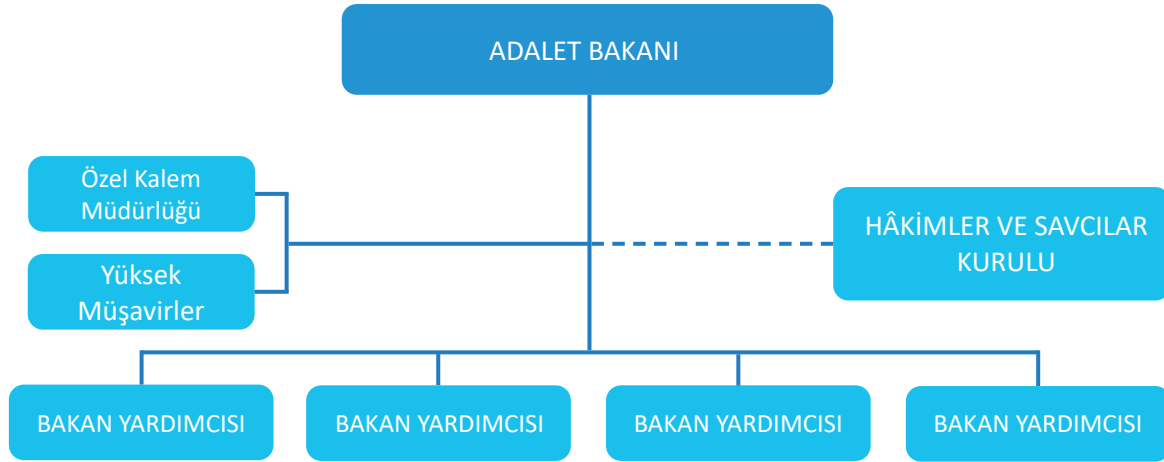 ADALET BAKANI
Özel Kalem
Müdürlüğü
Yüksek
Müşavirler
HÂKİMLER VE SAVCILAR
KURULU
BAKAN YARDIMCISI
BAKAN YARDIMCISI
BAKAN YARDIMCISI
BAKAN YARDIMCISI